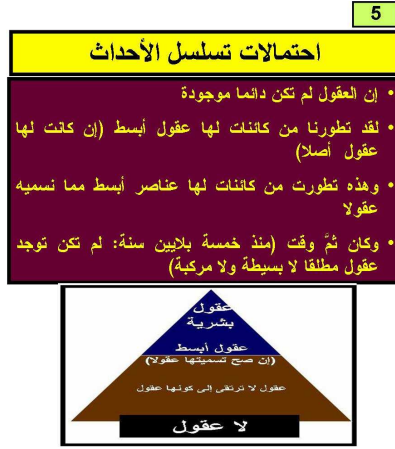 5
احتمالات تسلسل الأحداث
• إن العقول لم تكن دائما موجودة
• لقد تطورنا من كائنات لها عقول أبسط (إن كانت لها
عقول أصلا)
• وهذه تطورت من كائنات لها عناصر أبسط مما نسميه
عقولا
• وكان ثمَّ وقت (منذ خمسة بلايين سنة: لم تكن توجد
عقول مطلقا لا بسيطة ولا مركبة)
عقول
بشرية
عقول أبسط
(إن صح تسميتها عقولا)
عقول لا ترتقى إلى كونها عقول
لا عقول